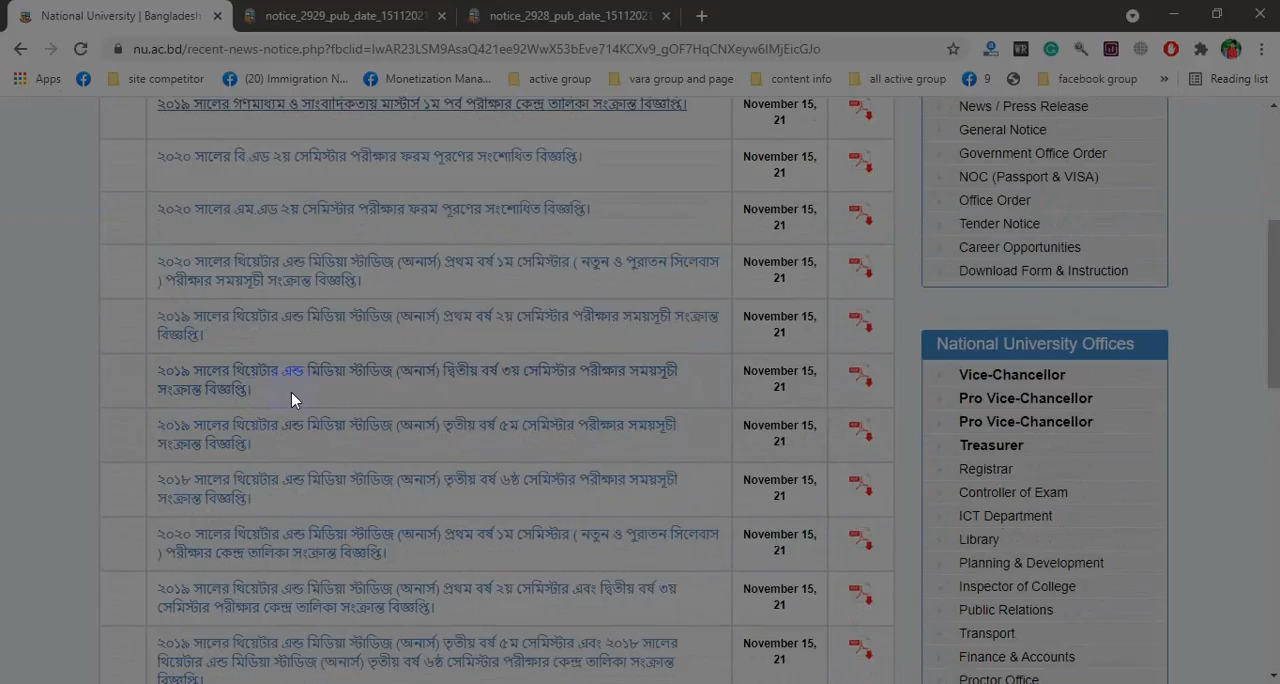 National University | Bangladesh
notice_2929_pub_date_15112021
notice_2928_pub_date_15112021
nu.ac.bd/recent-news-notice.php?fbclid=IwAR23LSM9AsaQ421ee92WwX53bEve714KCXv9_gOF7HqCNXeyw6IMjEicGJo
Apps
site competitor
(20) Immigration N...
Monetization Mana...
active group
vara group and page
content info
all active group
9
facebook group
»
Reading list
২০১৯ সালের গণমাধ্যম ও সাংবাদিকতায় মাস্টার্স ১ম পর্ব পরীক্ষার কেন্দ্র তালিকা সংক্রান্ত বিজ্ঞপ্তি।
November 15,
21
২০২০ সালের বি.এড ২য় সেমিস্টার পরীক্ষার ফরম পূরণের সংশোধিত বিজ্ঞপ্তি।
November 15,
21
২০২০ সালের এম.এড ২য় সেমিস্টার পরীক্ষার ফরম পূরণের সংশোধিত বিজ্ঞপ্তি।
November 15,
21
২০২০ সালের থিয়েটার এন্ড মিডিয়া স্টাডিজ (অনার্স) প্রথম বর্ষ ১ম সেমিস্টার ( নতুন ও পুরাতন সিলেবাস
) পরীক্ষার সময়সূচী সংক্রান্ত বিজ্ঞপ্তি।
November 15,
21
২০১৯ সালের থিয়েটার এন্ড মিডিয়া স্টাডিজ (অনার্স) প্রথম বর্ষ ২য় সেমিস্টার পরীক্ষার সময়সূচী সংক্রান্ত
বিজ্ঞপ্তি।
November 15,
21
২০১৯ সালের থিয়েটার এন্ড মিডিয়া স্টাডিজ (অনার্স) দ্বিতীয় বর্ষ ৩য় সেমিস্টার পরীক্ষার সময়সূচী
সংক্রান্ত বিজ্ঞপ্তি।
November 15,
21
২০১৯ সালের থিয়েটার এন্ড মিডিয়া স্টাডিজ (অনার্স) তৃতীয় বর্ষ ৫ম সেমিস্টার পরীক্ষার সময়সূচী
সংক্রান্ত বিজ্ঞপ্তি।
November 15,
21
২০১৮ সালের থিয়েটার এন্ড মিডিয়া স্টাডিজ (অনার্স) তৃতীয় বর্ষ ৬ষ্ঠ সেমিস্টার পরীক্ষার সময়সূচী
সংক্রান্ত বিজ্ঞপ্তি।
November 15,
21
২০২০ সালের থিয়েটার এন্ড মিডিয়া স্টাডিজ (অনার্স) প্রথম বর্ষ ১ম সেমিস্টার ( নতুন ও পুরাতন সিলেবাস
) পরীক্ষার কেন্দ্র তালিকা সংক্রান্ত বিজ্ঞপ্তি।
November 15,
21
২০১৯ সালের থিয়েটার এন্ড মিডিয়া স্টাডিজ (অনার্স) প্রথম বর্ষ ২য় সেমিস্টার এবং দ্বিতীয় বর্ষ ৩য়
সেমিস্টার পরীক্ষার কেন্দ্র তালিকা সংক্রান্ত বিজ্ঞপ্তি।
November 15,
21
২০১৯ সালের থিয়েটার এন্ড মিডিয়া স্টাডিজ (অনার্স) তৃতীয় বর্ষ ৫ম সেমিস্টার এবং ২০১৮ সালের
থিয়েটার এন্ড মিডিয়া স্টাডিজ (অনার্স) তৃতীয় বর্ষ ৬ষ্ঠ সেমিস্টার পরীক্ষার কেন্দ্র তালিকা সংক্রান্ত
বিজ্ঞপ্তি।
November 15,
21
News / Press Release
General Notice
Government Office Order
NOC (Passport & VISA)
Office Order
Tender Notice
Career Opportunities
Download Form & Instruction
National University Offices
Vice-Chancellor
Pro Vice-Chancellor
Pro Vice-Chancellor
Treasurer
Registrar
Controller of Exam
ICT Department
Library
Planning & Development
Inspector of College
Public Relations
Transport
Finance & Accounts
Proctor Office